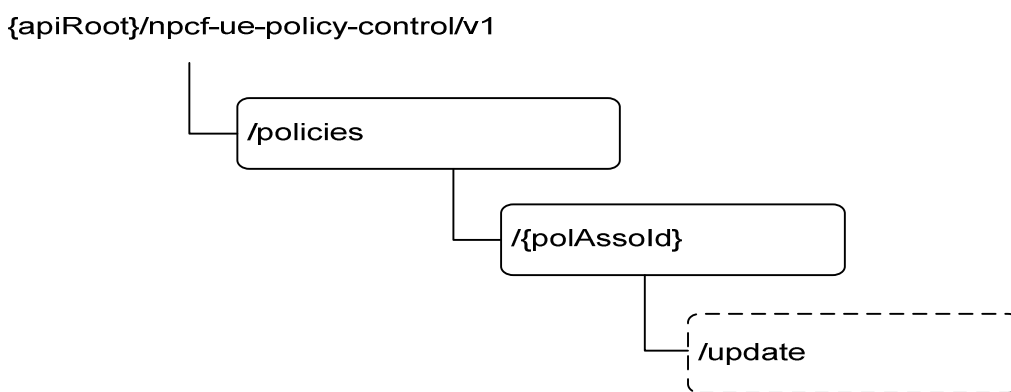 {apiRoot}/npcf-ue-policy-control/v1
/policies
/{polAssoId}
/update